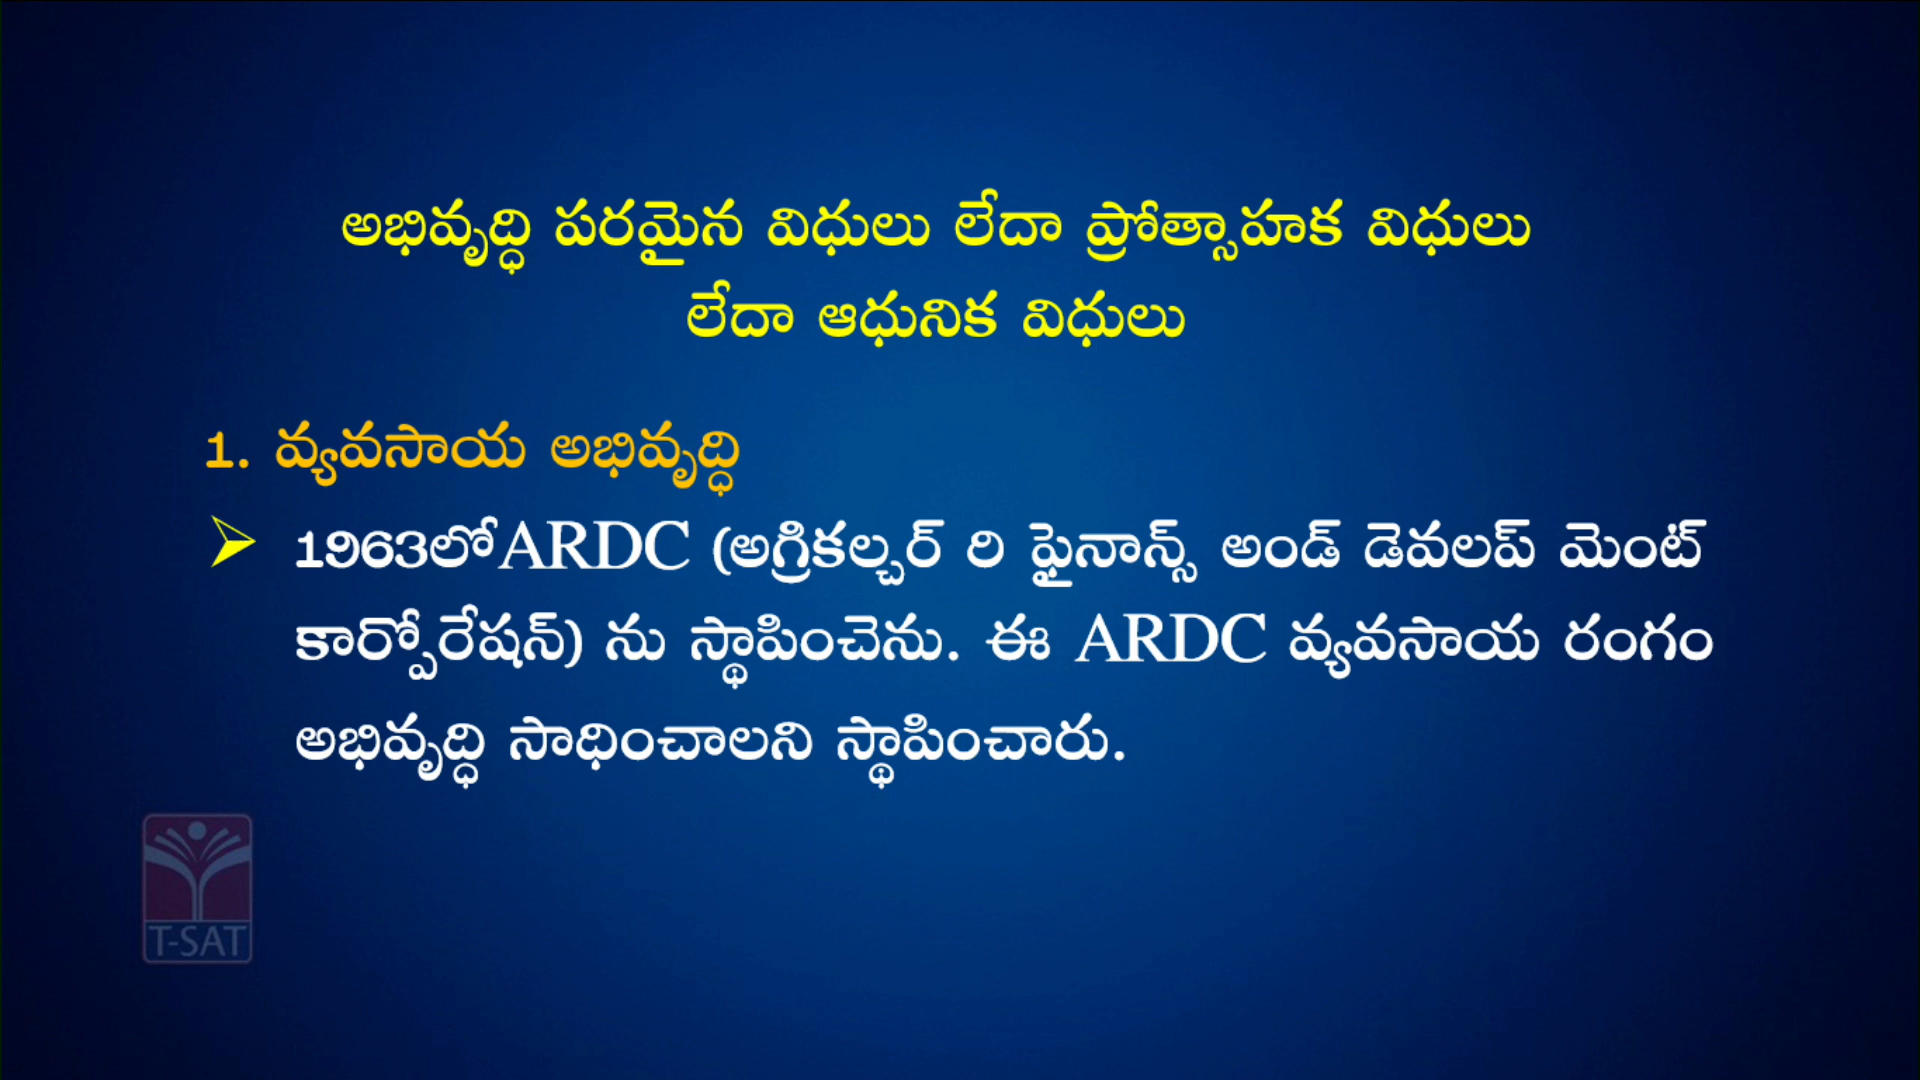 అభివృద్ధి పరమైన విధులు లేదా ప్రోత్సాహక విధులు
లేదా ఆధునిక విధులు
1. వ్యవసాయ అభివృద్ధి
➢ 1963లోARDC (అగ్రికల్చర్ రి ఫైనాన్స్ అండ్ డెవలప్ మెంట్
కార్పోరేషన్) ను స్థాపించెను. ఈ ARDC వ్యవసాయ రంగం
అభివృద్ధి సాధించాలని స్థాపించారు.
T-SAT